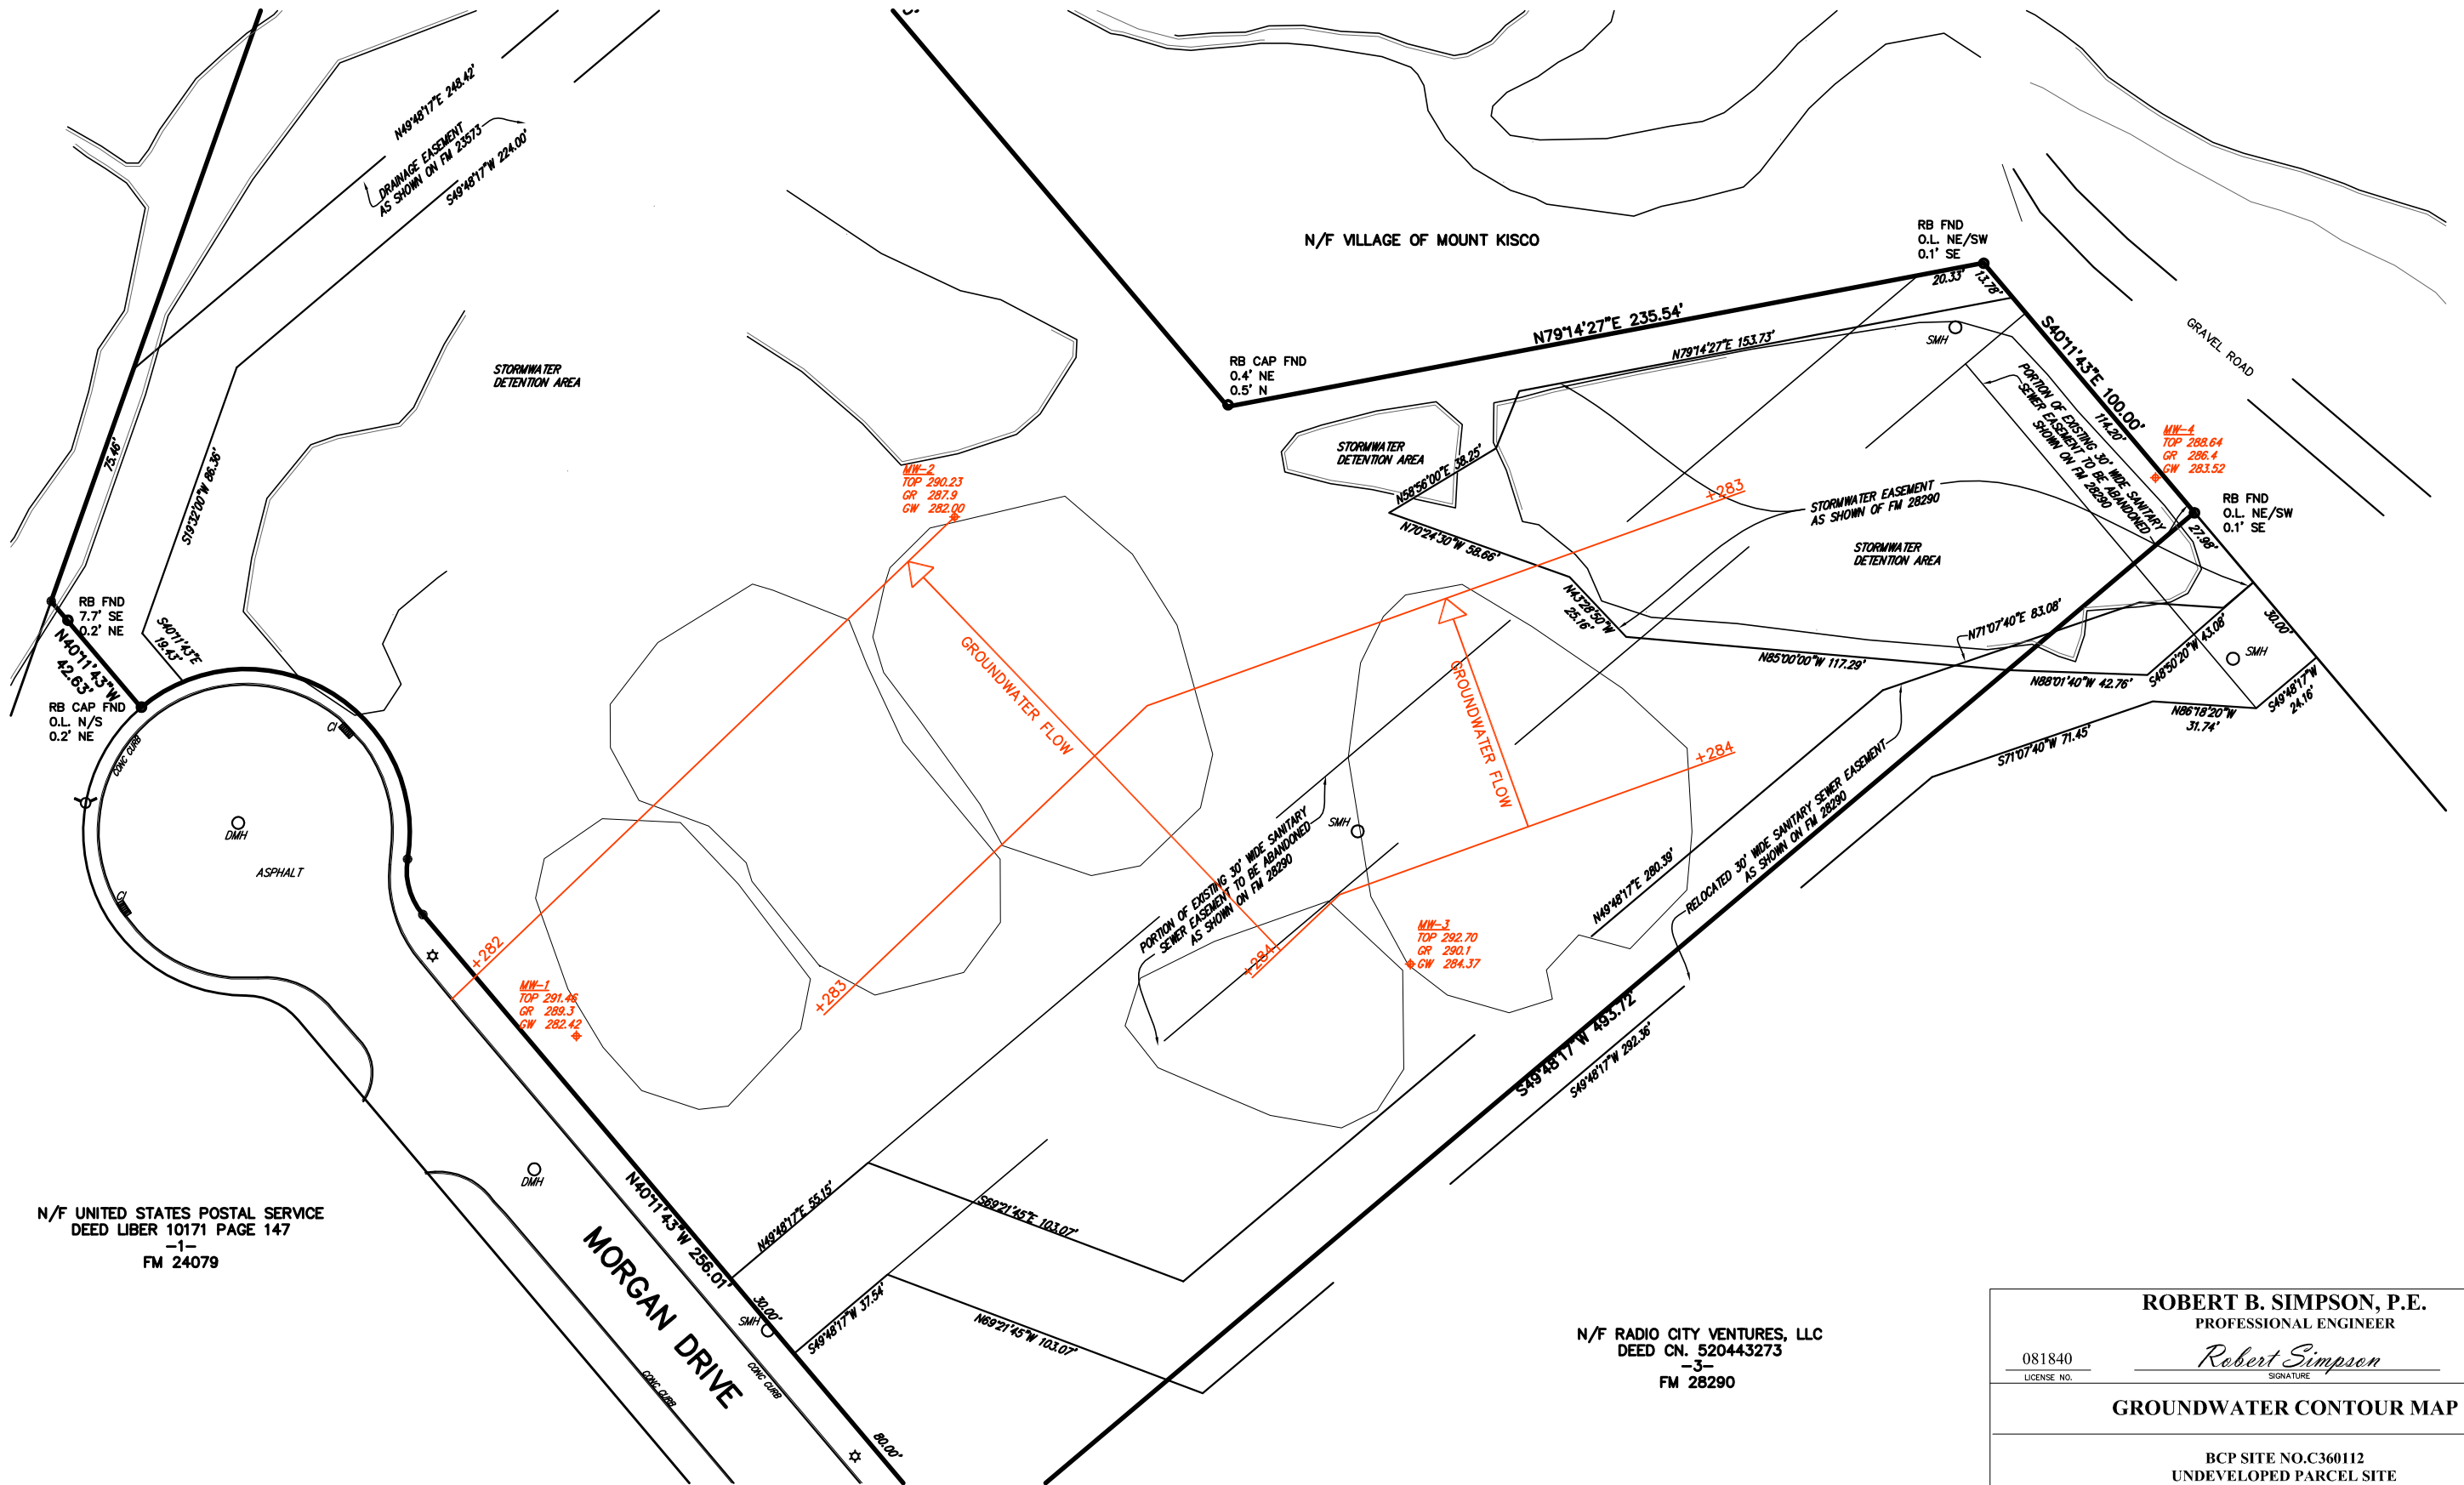 N49°48'17"E 248.42'
DRAINAGE EASEMENT
AS SHOWN ON FM 23573
S49°48'17"W 224.00'
N/F VILLAGE OF MOUNT KISCO
RB FND
O.L. NE/SW
0.1' SE
20.33'
13.78'
N79°14'27"E 235.54'
N79°14'27"E 153.73'
SMH
S40°11'43"E 100.00'
114.20'
GRAVEL ROAD
RB CAP FND
0.4' NE
0.5' N
STORMWATER
DETENTION AREA
75.46'
S19°32'00"W 86.36'
STORMWATER
DETENTION AREA
N58°56'00"E 38.25'
PORTION OF EXISTING 30' WIDE SANITARY
SEWER EASEMENT TO BE ABANDONED
SHOWN ON FM 28290
MW-4
TOP 288.64
GR 286.4
GW 283.52
MW-2
TOP 290.23
GR 287.9
GW 282.00
+283
STORMWATER EASEMENT
AS SHOWN OF FM 28290
RB FND
O.L. NE/SW
0.1' SE
27.98'
N70°24'30"W 58.66'
STORMWATER
DETENTION AREA
N43°28'50"W
25.16'
RB FND
7.7' SE
0.2' NE
N40°11'43"W
42.63'
S40°11'43"E
19.43'
RB CAP FND
O.L. N/S
0.2' NE
GROUNDWATER FLOW
GROUNDWATER FLOW
N71°07'40"E 83.08'
N85°00'00"W 117.29'
N88°01'40"W 42.76'
S48°50'20"W 43.08'
30.00'
SMH
S49°48'17"W
24.16'
N86°18'20"W
31.74'
S71°07'40"W 71.45'
CI
CONC CURB
DMH
ASPHALT
CI
+284
SMH
PORTION OF EXISTING 30' WIDE SANITARY
SEWER EASEMENT TO BE ABANDONED
AS SHOWN ON FM 28290
N49°48'17"E 280.39'
RELOCATED 30' WIDE SANITARY SEWER EASEMENT
AS SHOWN ON FM 28290
+282
+283
+284
MW-3
TOP 292.70
GR 290.1
GW 284.37
MW-1
TOP 291.46
GR 289.3
GW 282.42
S49°48'17"W 493.72'
S49°48'17"W 292.36'
DMH
N40°11'43"W 256.01'
N49°48'17"E 55.15'
S69°21'45"E 103.07'
N/F UNITED STATES POSTAL SERVICE
DEED LIBER 10171 PAGE 147
-1-
FM 24079
MORGAN DRIVE
30.00'
SMH
S49°48'17"W 37.54'
N69°21'45"W 103.07'
CONC CURB
CONC CURB
80.00'
N/F RADIO CITY VENTURES, LLC
DEED CN. 520443273
-3-
FM 28290
ROBERT B. SIMPSON, P.E.
PROFESSIONAL ENGINEER
081840
Robert Simpson
LICENSE NO.
SIGNATURE
GROUNDWATER CONTOUR MAP
BCP SITE NO.C360112
UNDEVELOPED PARCEL SITE